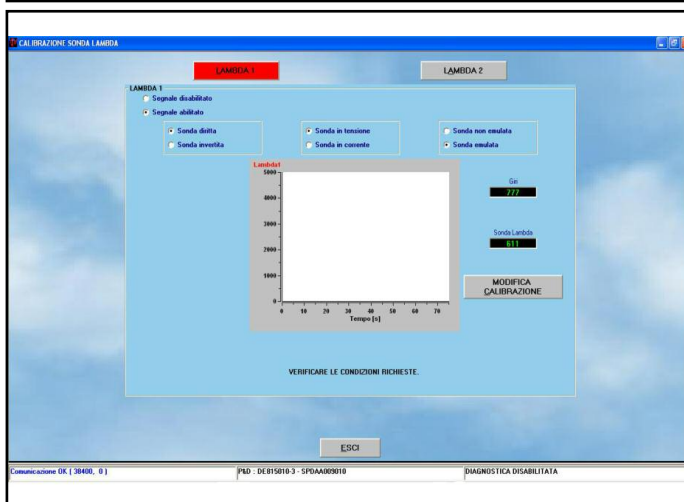 CALIBRAZIONE SONDA LAMBDA
LAMBDA 1
LAMBDA 2
LAMBDA 1
Segnale disabilitato
Segnale abilitato
Sonda diritta
Sonda invertita
Sonda in tensione
Sonda in corrente
Sonda non emulata
Sonda emulata
Lambda1
5000
4000
3000
2000
1000
0
0 10 20 30 40 50 60 70
Tempo [s]
Giri
777
Sonda Lambda
611
MODIFICA
CALIBRAZIONE
VERIFICARE LE CONDIZIONI RICHIESTE.
ESCI
Comunicazione OK ( 38400, 0 )
P&D : DE815010-3 - SPDAA009010
DIAGNOSTICA DISABILITATA